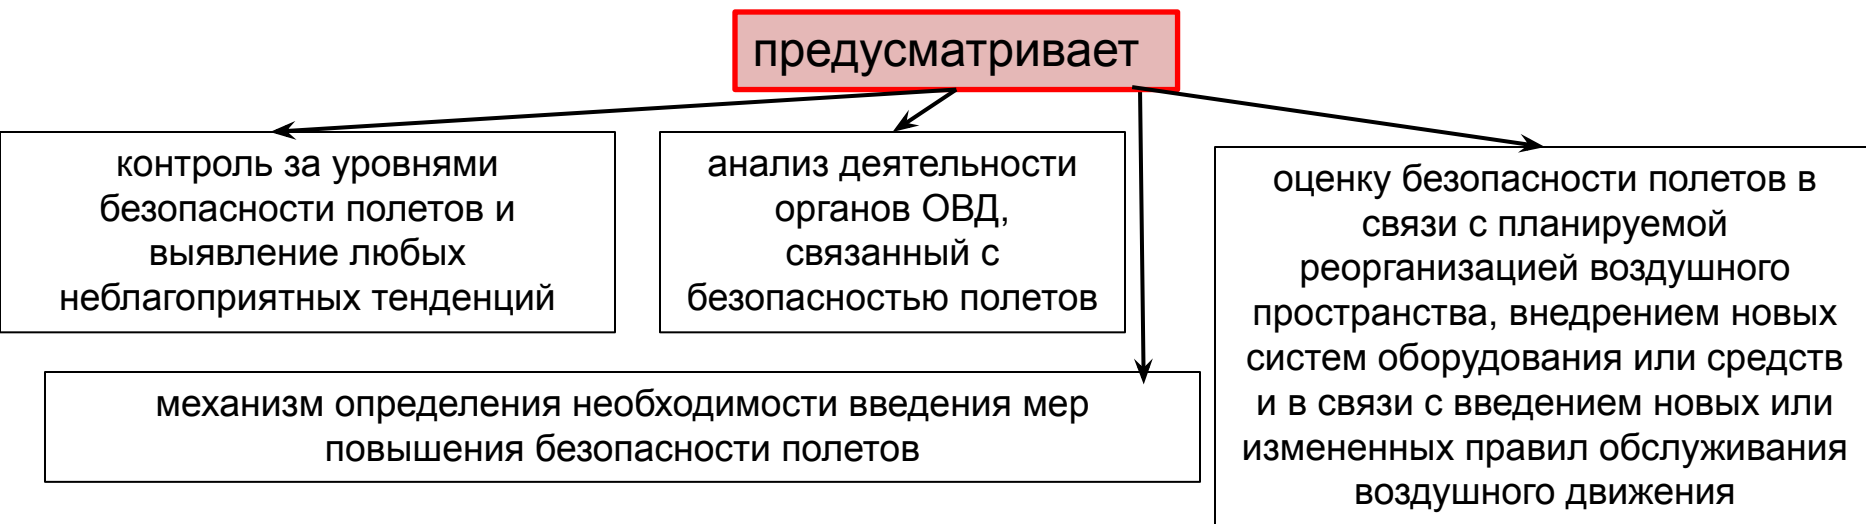 предусматривает
контроль за уровнями
безопасности полетов и
выявление любых
неблагоприятных тенденций
анализ деятельности
органов ОВД,
связанный с
безопасностью полетов
оценку безопасности полетов в
связи с планируемой
реорганизацией воздушного
пространства, внедрением новых
систем оборудования или средств
и в связи с введением новых или
измененных правил обслуживания
воздушного движения
механизм определения необходимости введения мер
повышения безопасности полетов